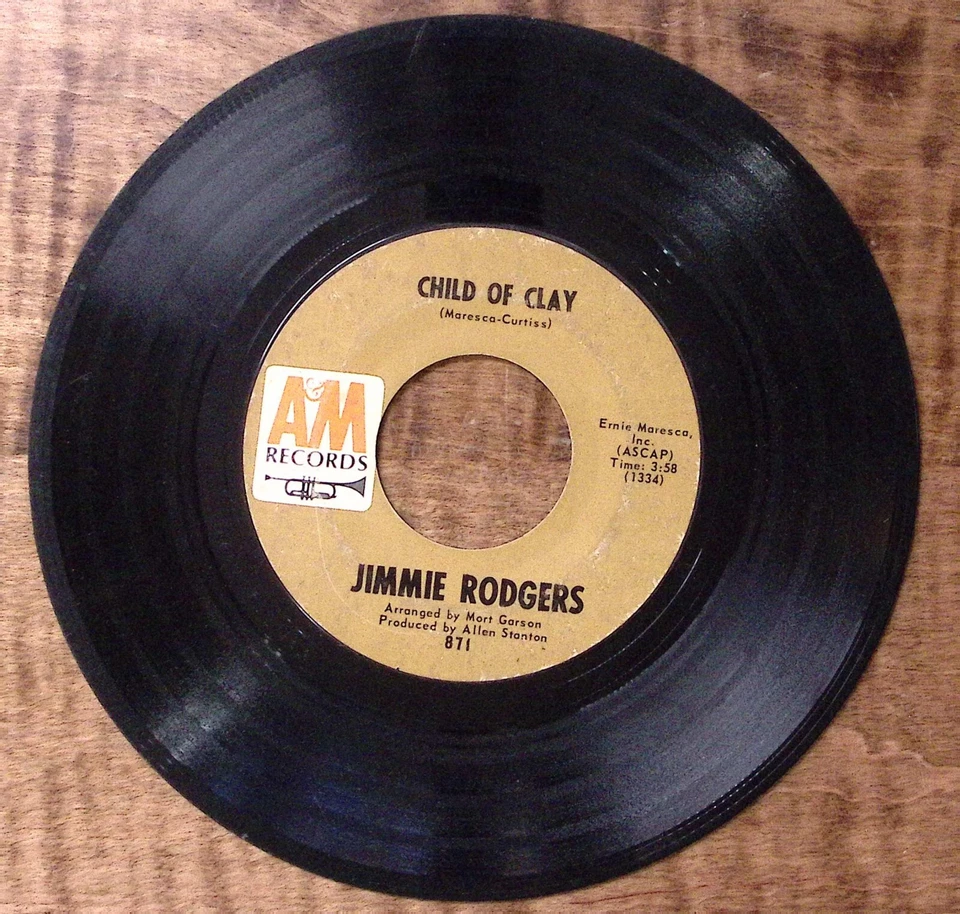 CHILD OF CLAY
(Maresca-Curtiss)
A&M
RECORDS
Ernie Maresca,
Inc.
(ASCAP)
Time: 3:58
(1334)
JIMMIE RODGERS
Arranged by Mort Garson
Produced by Allen Stanton
871